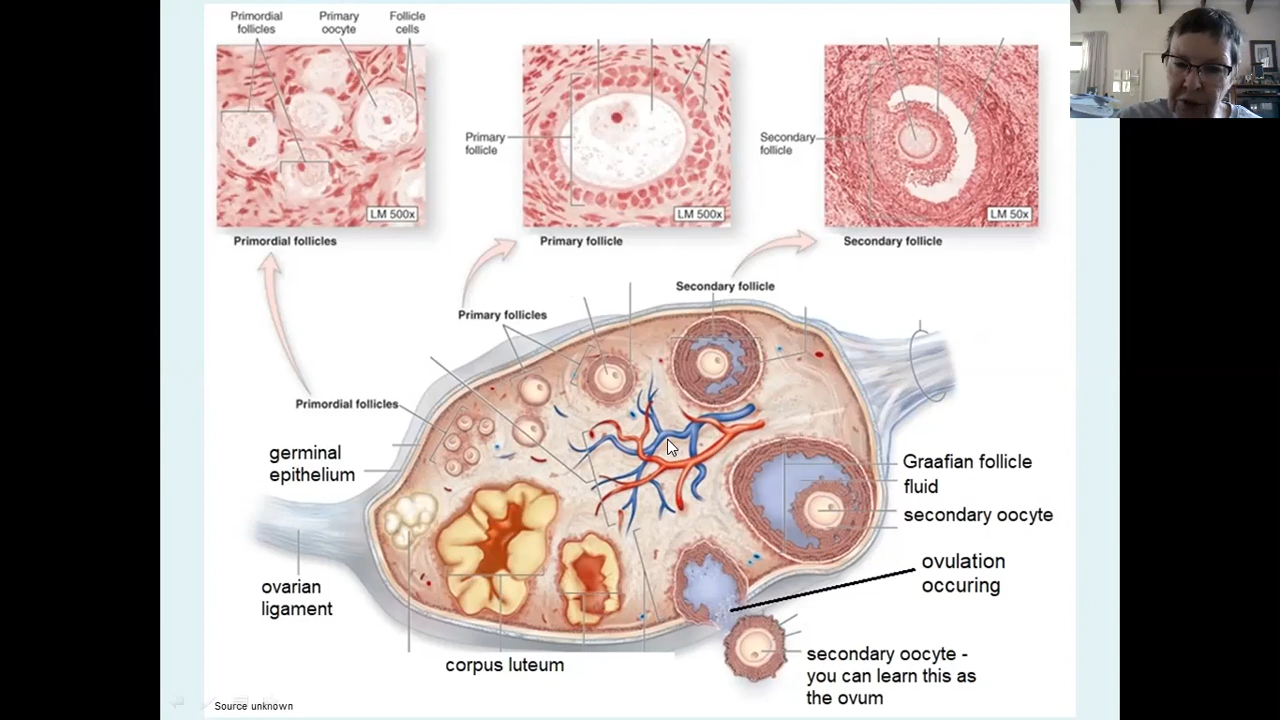 Primordial
follicles
Primary
oocyte
Follicle
cells
Primary
follicle
Secondary
follicle
LM 500x
LM 500x
LM 50x
Primordial follicles
Primary follicle
Secondary follicle
Secondary follicle
Primary follicles
Primordial follicles
germinal
epithelium
Graafian follicle
fluid
secondary oocyte
ovulation
occuring
ovarian
ligament
corpus luteum
secondary oocyte -
you can learn this as
the ovum
Source unknown